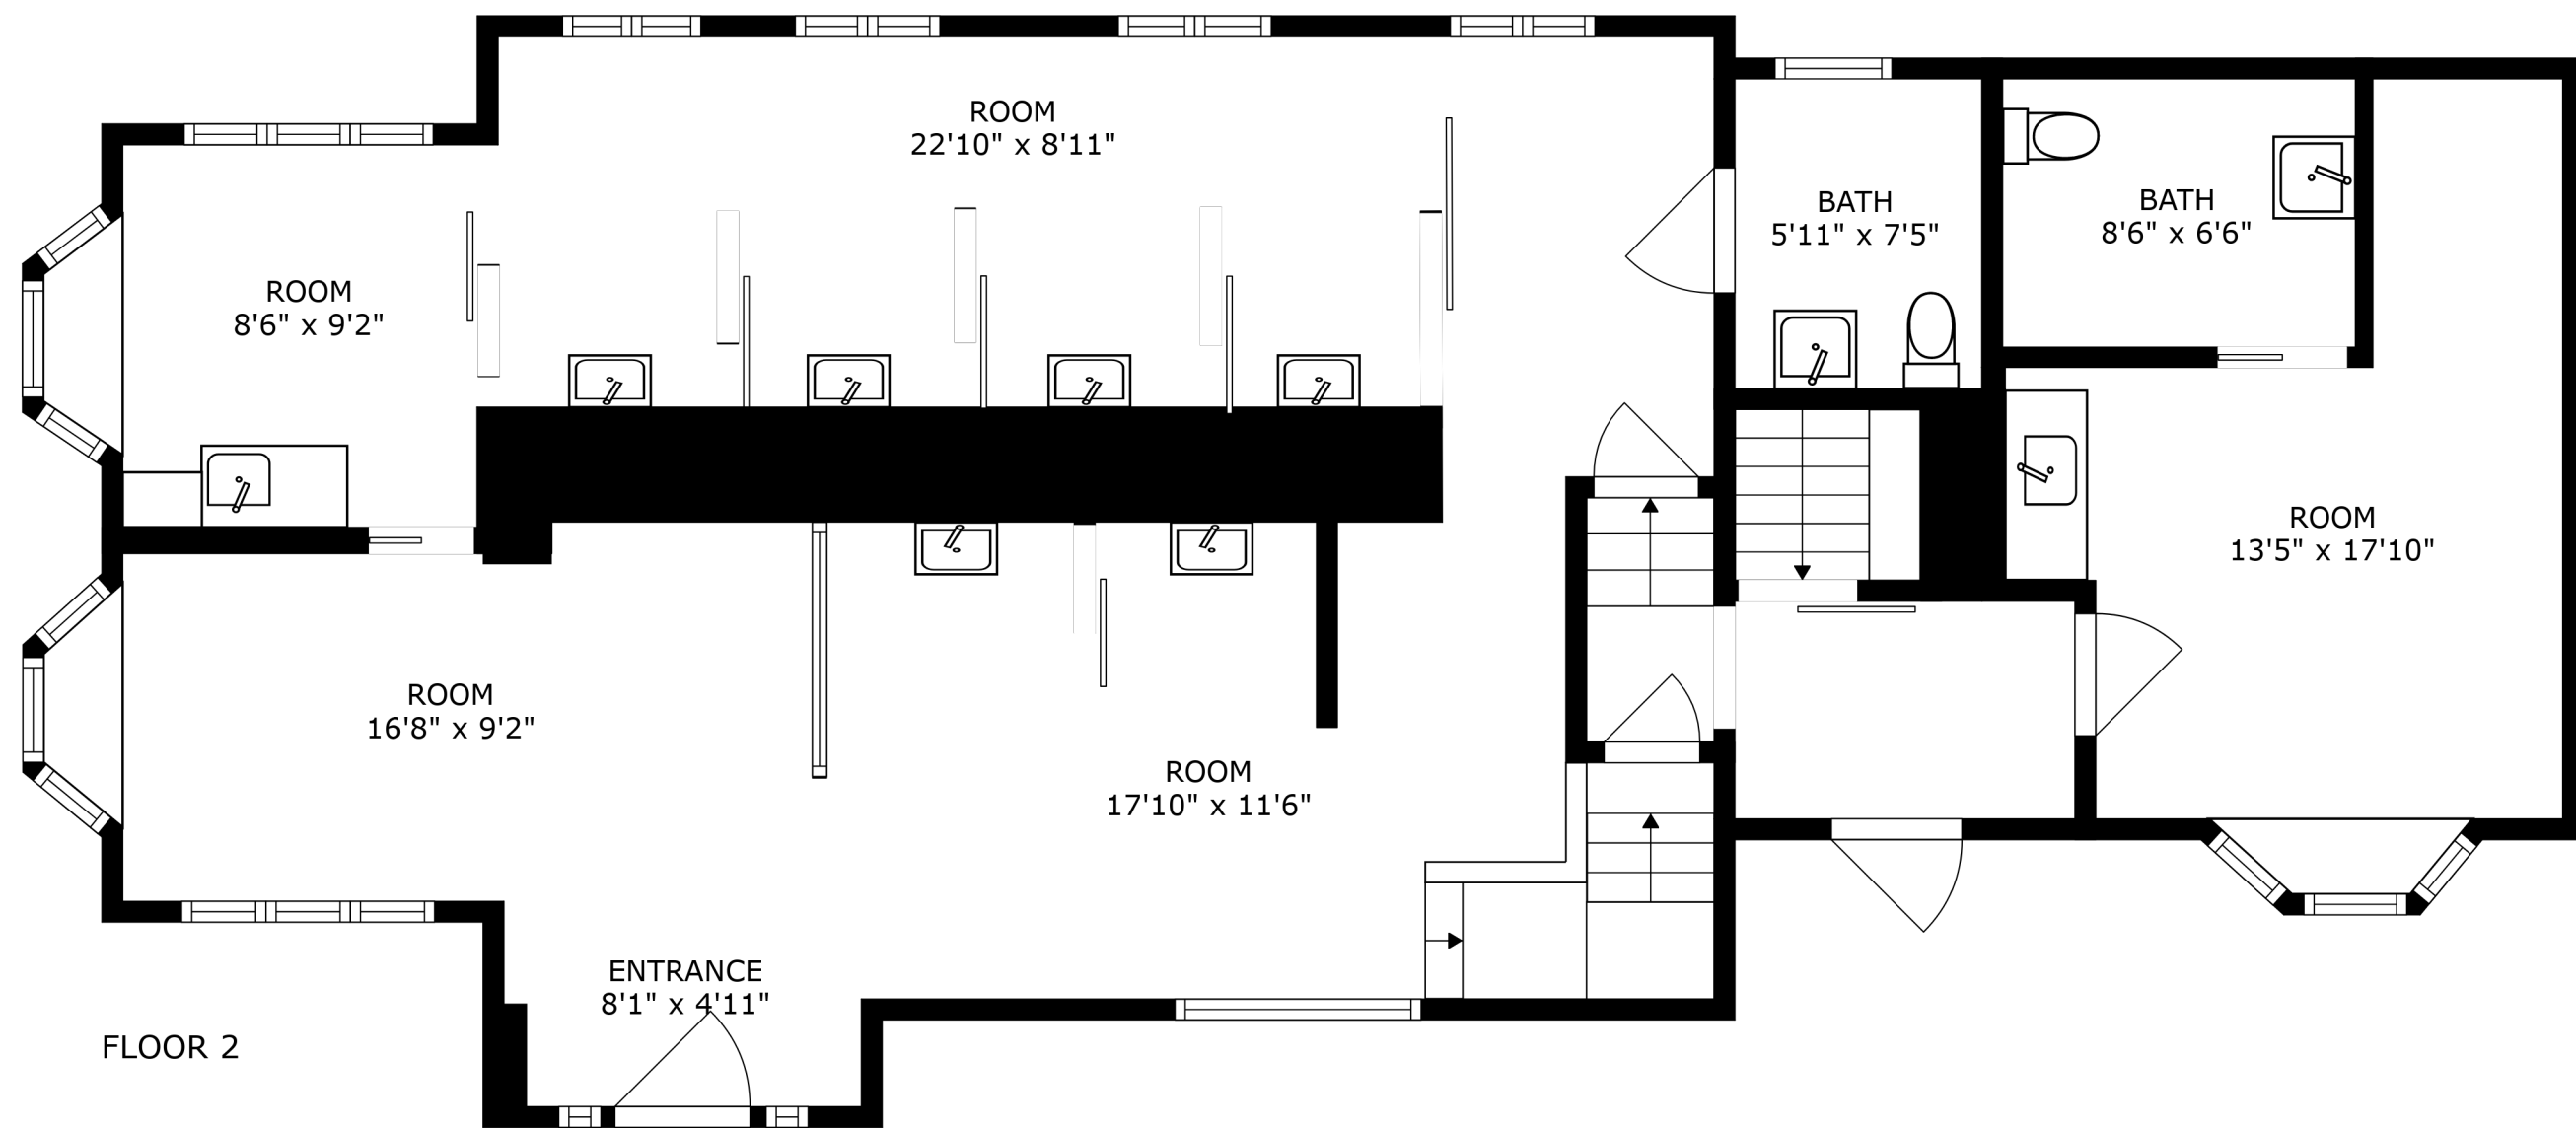 ROOM
22'10" x 8'11"
BATH
5'11" x 7'5"
BATH
8'6" x 6'6"
ROOM
8'6" x 9'2"
ROOM
13'5" x 17'10"
ROOM
16'8" x 9'2"
ROOM
17'10" x 11'6"
ENTRANCE
8'1" x 4'11"
FLOOR 2